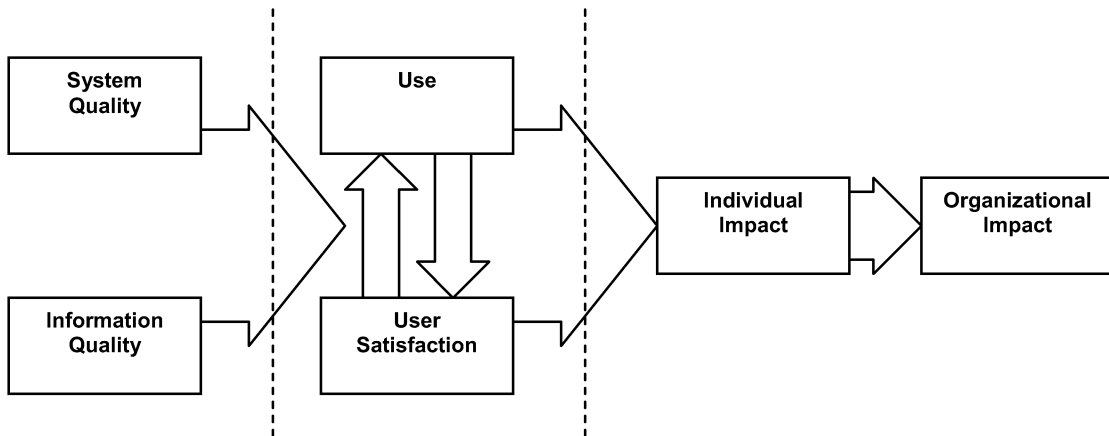 System
Quality
Use
Individual
Impact
Organizational
Impact
Information
Quality
User
Satisfaction